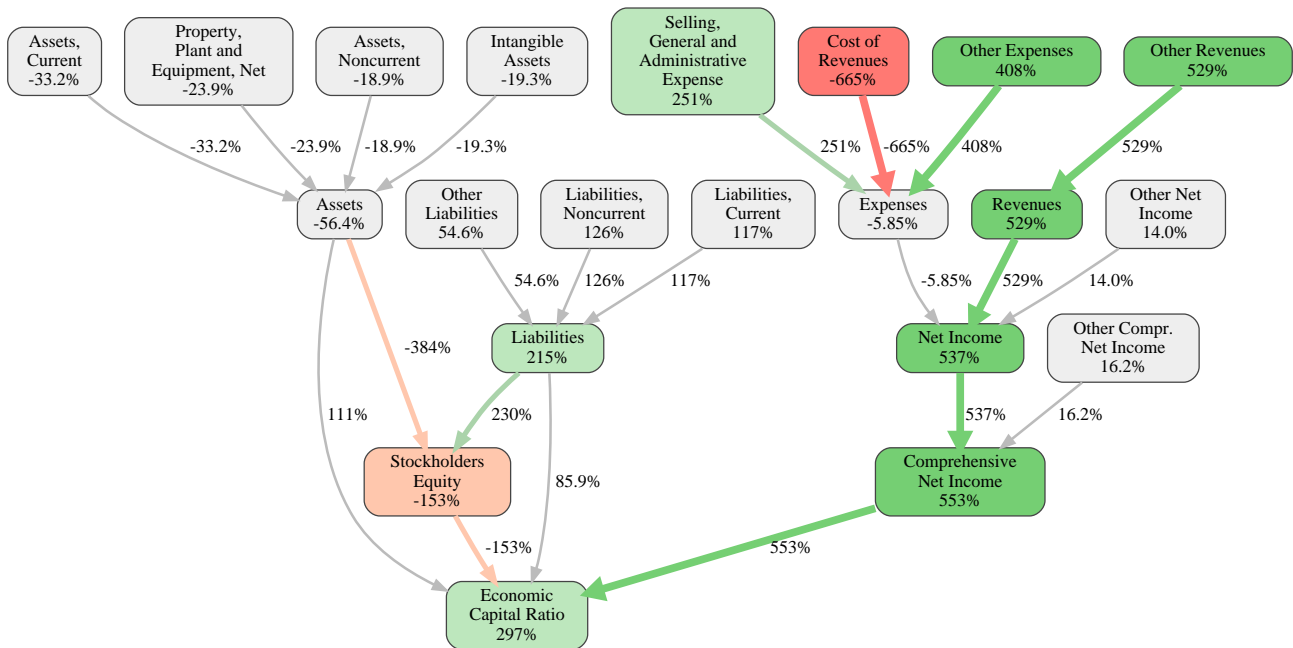 Assets,
Current
-33.2%
Property,
Plant and
Equipment, Net
-23.9%
Assets,
Noncurrent
-18.9%
Intangible
Assets
-19.3%
Selling,
General and
Administrative
Expense
251%
Cost of
Revenues
-665%
Other Expenses
408%
Other Revenues
529%
-33.2%
-23.9%
-18.9%
-19.3%
251%
-665%
408%
529%
Assets
-56.4%
Other
Liabilities
54.6%
Liabilities,
Noncurrent
126%
Liabilities,
Current
117%
Expenses
-5.85%
Revenues
529%
Other Net
Income
14.0%
54.6%
126%
117%
-5.85%
529%
14.0%
-384%
Liabilities
215%
Net Income
537%
Other Compr.
Net Income
16.2%
111%
230%
85.9%
537%
16.2%
Stockholders
Equity
-153%
Comprehensive
Net Income
553%
-153%
553%
Economic
Capital Ratio
297%